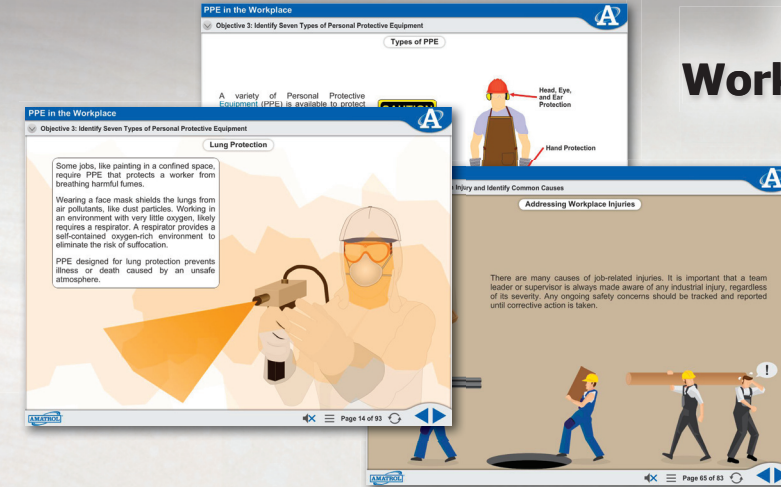 PPE in the Workplace
Objective 3: Identify Seven Types of Personal Protective Equipment
Types of PPE
A variety of Personal Protective
Equipment (PPE) is available to protect
CAUTION
Head, Eye,
and Ear
Protection
Hand Protection
Work
PPE in the Workplace
Objective 3: Identify Seven Types of Personal Protective Equipment
Lung Protection
Some jobs, like painting in a confined space,
require PPE that protects a worker from
breathing harmful fumes.
Wearing a face mask shields the lungs from
air pollutants, like dust particles. Working in
an environment with very little oxygen, likely
requires a respirator. A respirator provides a
self-contained oxygen-rich environment to
eliminate the risk of suffocation.
PPE designed for lung protection prevents
illness or death caused by an unsafe
atmosphere.
AMATROL
Page 14 of 93
Injury and Identify Common Causes
Addressing Workplace Injuries
There are many causes of job-related injuries. It is important that a team
leader or supervisor is always made aware of any industrial injury, regardless
of its severity. Any ongoing safety concerns should be tracked and reported
until corrective action is taken.
!
AMATROL
Page 65 of 83